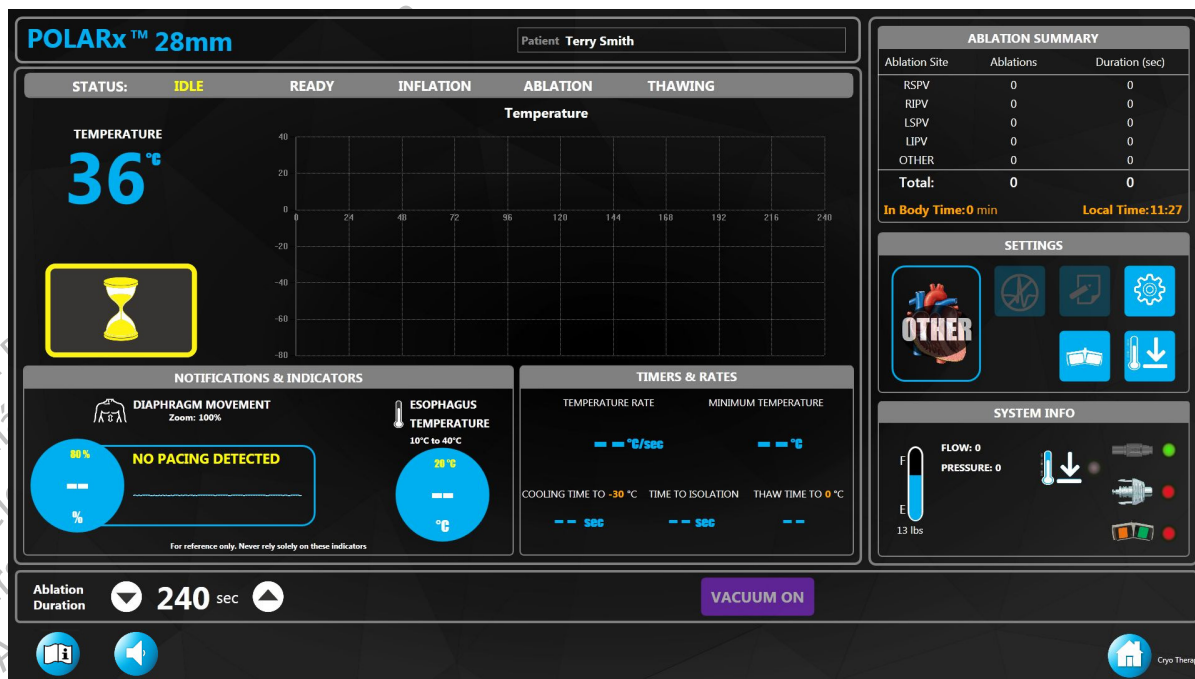 POLARx™ 28mm
Patient Terry Smith
STATUS: IDLE READY INFLATION ABLATION THAWING
TEMPERATURE
36°C
Temperature
40
20
0
-20
-40
-60
-80
0 24 48 72 96 120 144 168 192 216 240
NOTIFICATIONS & INDICATORS
DIAPHRAGM MOVEMENT
Zoom: 100%
80 %
--
%
NO PACING DETECTED
ESOPHAGUS
TEMPERATURE
10°C to 40°C
20 °C
--
°C
For reference only. Never rely solely on these indicators
TIMERS & RATES
TEMPERATURE RATE MINIMUM TEMPERATURE
-- °C/sec -- °C
COOLING TIME TO -30 °C TIME TO ISOLATION THAW TIME TO 0 °C
-- sec -- sec --
ABLATION SUMMARY
Ablation Site Ablations Duration (sec)
RSPV 0 0
RIPV 0 0
LSPV 0 0
LIPV 0 0
OTHER 0 0
Total: 0 0
In Body Time: 0 min Local Time: 11:27
SETTINGS
OTHER
SYSTEM INFO
F
E
13 lbs
FLOW: 0
PRESSURE: 0
Ablation
Duration
240 sec
VACUUM ON
i
Cryo